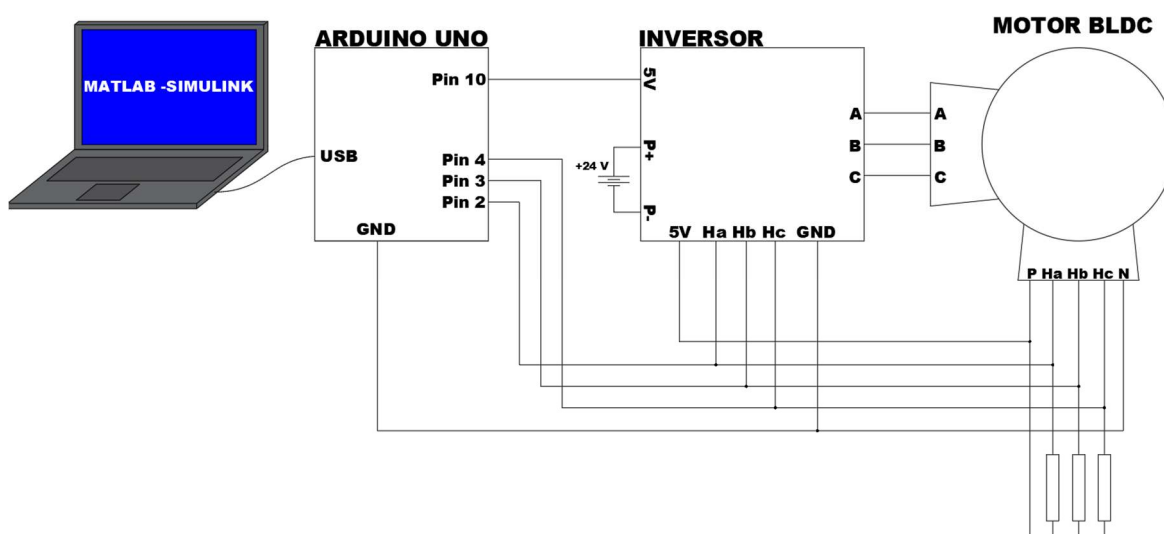 MOTOR BLDC
ARDUINO UNO
INVERSOR
MATLAB -SIMULINK
USB
Pin 10
Pin 4
Pin 3
Pin 2
GND
5V
P+
+24 V
P-
A
B
C
5V Ha Hb Hc GND
A
B
C
P Ha Hb Hc N